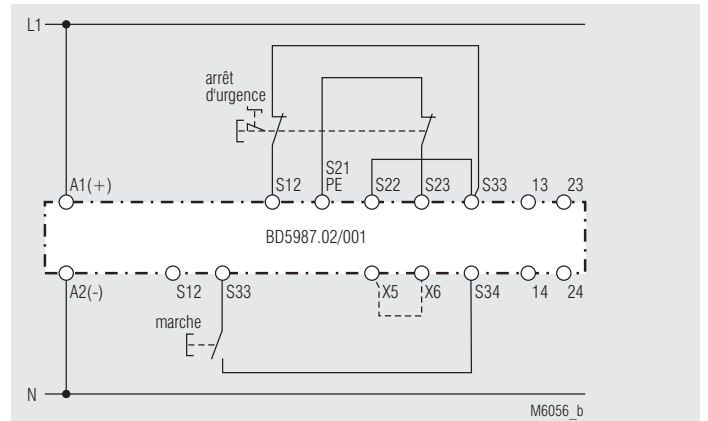 L1
arrêt
d'urgence
A1(+) S12 S21 PE S22 S23 S33 13 23
BD5987.02/001
A2(-) S12 S33 X5 X6 S34 14 24
marche
N
M6056_b